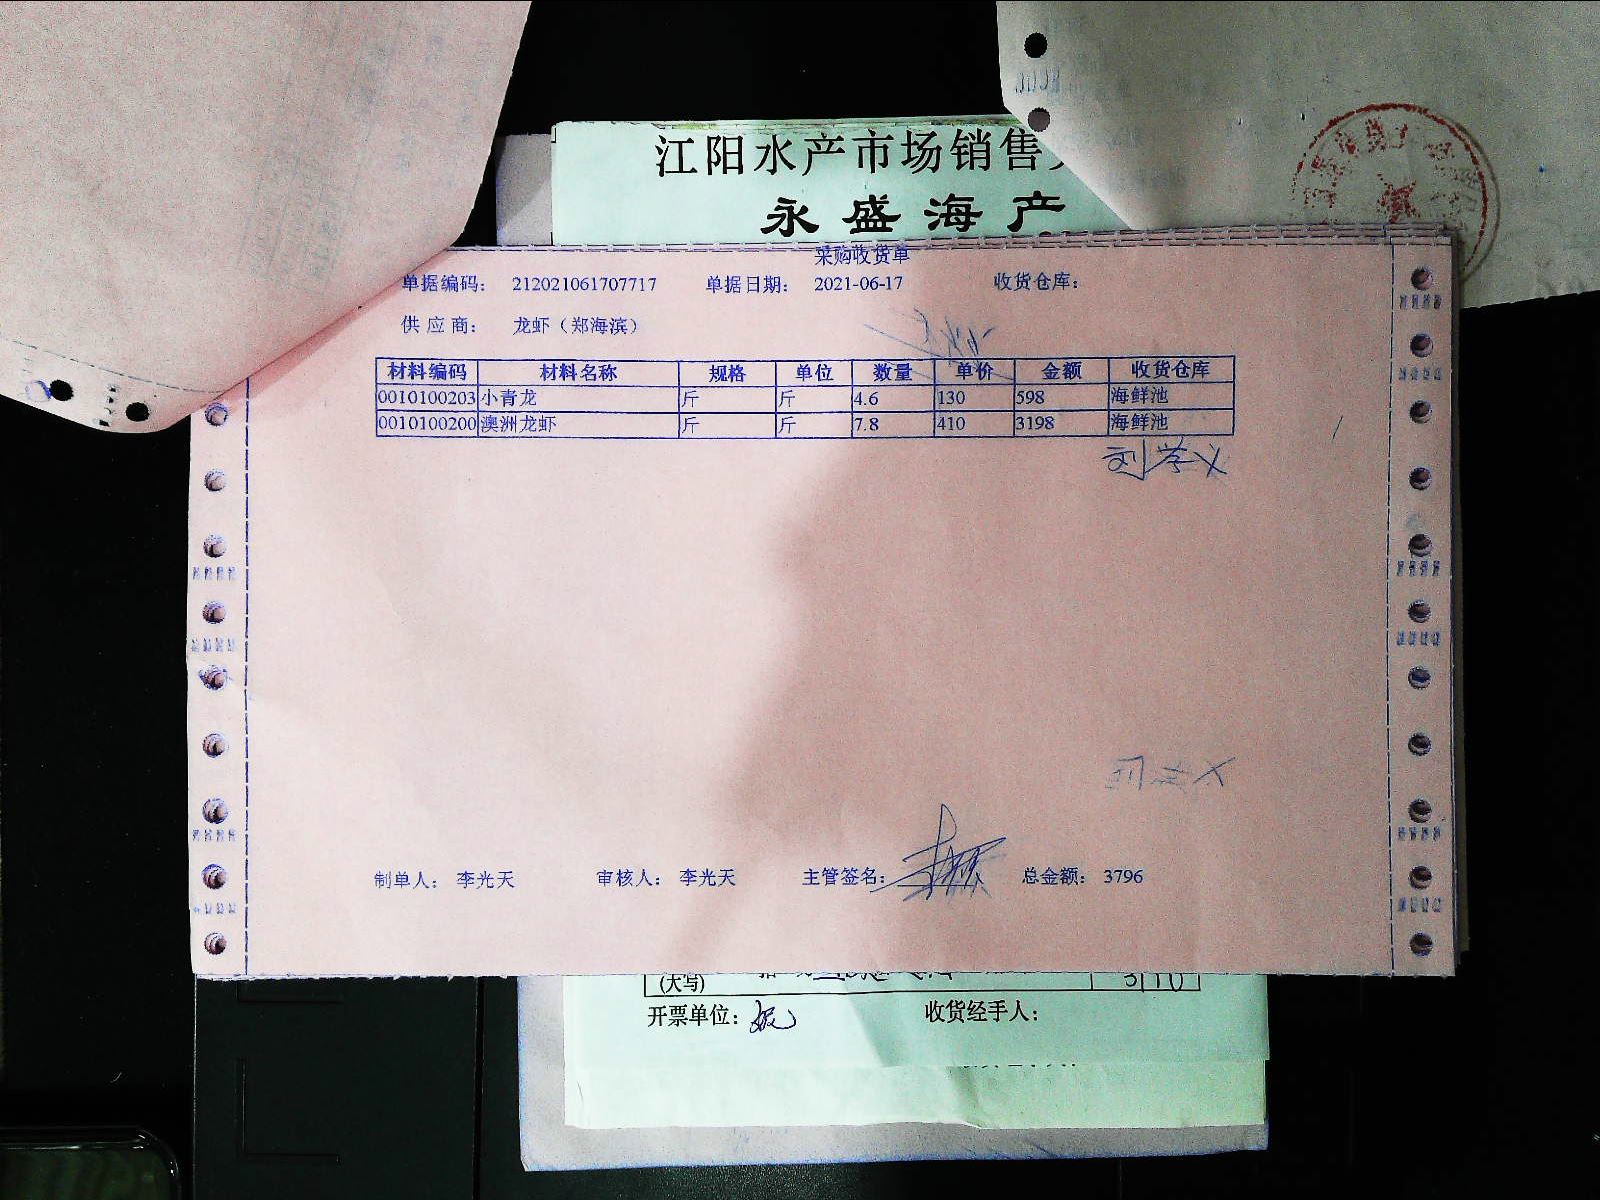 江阳水产市场销售
永盛海产
采购收货单
单据编码： 212021061707717 单据日期： 2021-06-17 收货仓库：
供应商： 龙虾（郑海滨）
材料编码 材料名称 规格 单位 数量 单价 金额 收货仓库
0010100203 小青龙 斤 斤 4.6 130 598 海鲜池
0010100200 澳洲龙虾 斤 斤 7.8 410 3198 海鲜池
刘学义
制单人： 李光天 审核人： 李光天 主管签名： 总金额： 3796
(大写)
开票单位： 收货经手人：